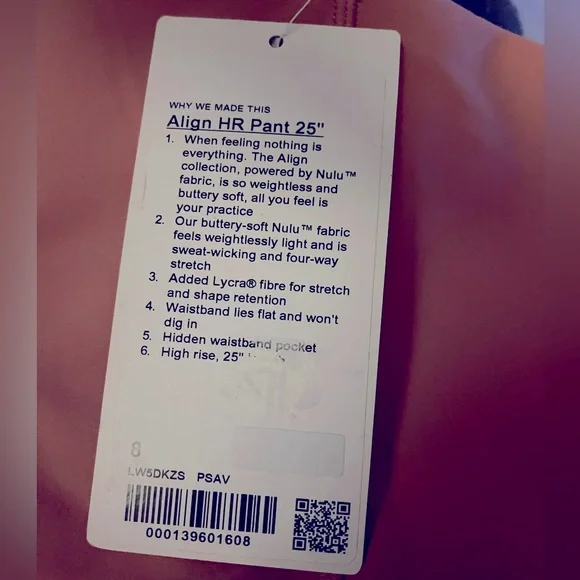 WHY WE MADE THIS
Align HR Pant 25"
1. When feeling nothing is
everything. The Align
collection, powered by Nulu™
fabric, is so weightless and
buttery soft, all you feel is
your practice
2. Our buttery-soft Nulu™ fabric
feels weightlessly light and is
sweat-wicking and four-way
stretch
3. Added Lycra® fibre for stretch
and shape retention
4. Waistband lies flat and won't
dig in
5. Hidden waistband pocket
6. High rise, 25"
8
LW5DKZS PSAV
000139601608